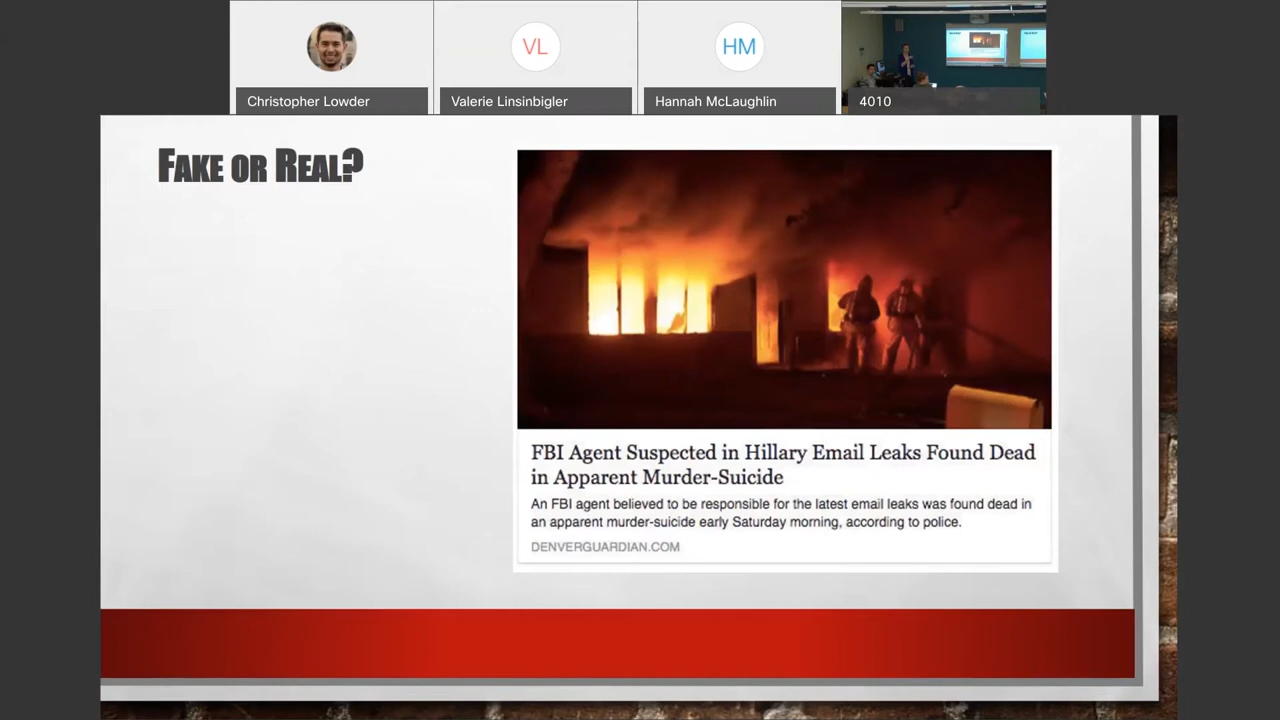 VL
HM
Christopher Lowder
Valerie Linsinbigler
Hannah McLaughlin
4010
FAKE OR REAL?
FBI Agent Suspected in Hillary Email Leaks Found Dead
in Apparent Murder-Suicide
An FBI agent believed to be responsible for the latest email leaks was found dead in
an apparent murder-suicide early Saturday morning, according to police.
DENVERGUARDIAN.COM